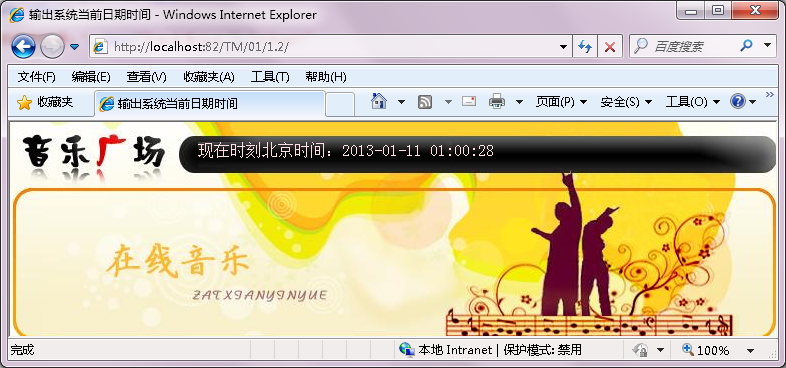 输出系统当前日期时间 - Windows Internet Explorer
http://localhost:82/TM/01/1.2/
百度搜索
文件(F) 编辑(E) 查看(V) 收藏夹(A) 工具(T) 帮助(H)
收藏夹 输出系统当前日期时间 页面(P) 安全(S) 工具(O)
音乐广场 现在时刻北京时间：2013-01-11 01:00:28
在线音乐
ZAIXIANYINYUE
完成 本地 Intranet | 保护模式: 禁用 100%